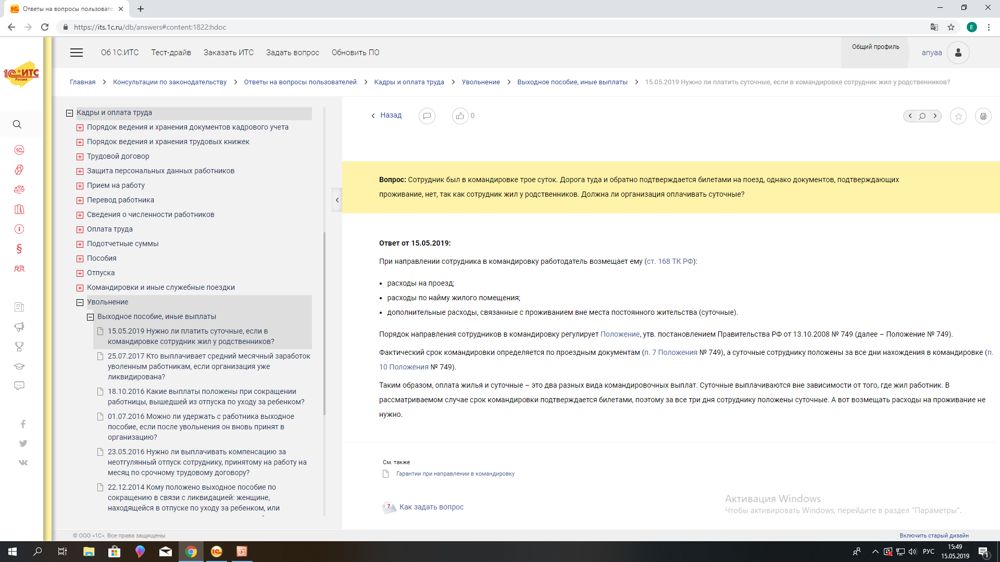 Ответы на вопросы пользовате
https://its.1c.ru/db/answers#content:1822:hdoc
E
1С ИТС
Россия
Об 1С:ИТС Тест-драйв Заказать ИТС Задать вопрос Обновить ПО
Общий профиль
anyaa
Главная Консультации по законодательству Ответы на вопросы пользователей Кадры и оплата труда Увольнение Выходное пособие, иные выплаты 15.05.2019 Нужно ли платить суточные, если в командировке сотрудник жил у родственников?
Кадры и оплата труда
Порядок ведения и хранения документов кадрового учета
Порядок ведения и хранения трудовых книжек
Трудовой договор
Защита персональных данных работников
Прием на работу
Перевод работника
Сведения о численности работников
Оплата труда
Подотчетные суммы
Пособия
Отпуска
Командировки и иные служебные поездки
Увольнение
Выходное пособие, иные выплаты
15.05.2019 Нужно ли платить суточные, если в
командировке сотрудник жил у родственников?
25.07.2017 Кто выплачивает средний месячный заработок
уволенным работникам, если организация уже
ликвидирована?
18.10.2016 Какие выплаты положены при сокращении
работницы, вышедшей из отпуска по уходу за ребенком?
01.07.2016 Можно ли удержать с работника выходное
пособие, если после увольнения он вновь принят в
организацию?
23.05.2016 Нужно ли выплачивать компенсацию за
неотгулянный отпуск сотруднику, принятому на работу на
месяц по срочному трудовому договору?
22.12.2014 Кому положено выходное пособие по
сокращению в связи с ликвидацией: женщине,
находящейся в отпуске по уходу за ребенком, или
Назад
0
Вопрос: Сотрудник был в командировке трое суток. Дорога туда и обратно подтверждается билетами на поезд, однако документов, подтверждающих
проживание, нет, так как сотрудник жил у родственников. Должна ли организация оплачивать суточные?
Ответ от 15.05.2019:
При направлении сотрудника в командировку работодатель возмещает ему (ст. 168 ТК РФ):
• расходы на проезд;
• расходы по найму жилого помещения;
• дополнительные расходы, связанные с проживанием вне места постоянного жительства (суточные).
Порядок направления сотрудников в командировку регулирует Положение, утв. постановлением Правительства РФ от 13.10.2008 № 749 (далее – Положение № 749).
Фактический срок командировки определяется по проездным документам (п. 7 Положения № 749), а суточные сотруднику положены за все дни нахождения в командировке (п.
10 Положения № 749).
Таким образом, оплата жилья и суточные – это два разных вида командировочных выплат. Суточные выплачиваются вне зависимости от того, где жил работник. В
рассматриваемом случае срок командировки подтверждается билетами, поэтому за все три дня сотруднику положены суточные. А вот возмещать расходы на проживание не
нужно.
См. также
Гарантии при направлении в командировку
Как задать вопрос
Активация Windows
Чтобы активировать Windows, перейдите в раздел "Параметры".
© ООО «1С». Все права защищены
Включить старый дизайн
РУС
15:49
15.05.2019
1